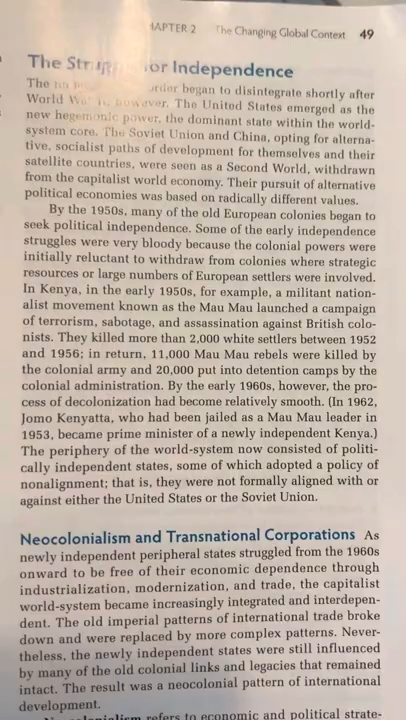 CHAPTER 2 The Changing Global Context 49
The Struggle for Independence
The order began to disintegrate shortly after
World War II, however. The United States emerged as the
new hegemonic power, the dominant state within the world-
system core. The Soviet Union and China, opting for alterna-
tive, socialist paths of development for themselves and their
satellite countries, were seen as a Second World, withdrawn
from the capitalist world economy. Their pursuit of alternative
political economies was based on radically different values.
By the 1950s, many of the old European colonies began to
seek political independence. Some of the early independence
struggles were very bloody because the colonial powers were
initially reluctant to withdraw from colonies where strategic
resources or large numbers of European settlers were involved.
In Kenya, in the early 1950s, for example, a militant nation-
alist movement known as the Mau Mau launched a campaign
of terrorism, sabotage, and assassination against British colo-
nists. They killed more than 2,000 white settlers between 1952
and 1956; in return, 11,000 Mau Mau rebels were killed by
the colonial army and 20,000 put into detention camps by the
colonial administration. By the early 1960s, however, the pro-
cess of decolonization had become relatively smooth. (In 1962,
Jomo Kenyatta, who had been jailed as a Mau Mau leader in
1953, became prime minister of a newly independent Kenya.)
The periphery of the world-system now consisted of politi-
cally independent states, some of which adopted a policy of
nonalignment; that is, they were not formally aligned with or
against either the United States or the Soviet Union.
Neocolonialism and Transnational Corporations As
newly independent peripheral states struggled from the 1960s
onward to be free of their economic dependence through
industrialization, modernization, and trade, the capitalist
world-system became increasingly integrated and interdepen-
dent. The old imperial patterns of international trade broke
down and were replaced by more complex patterns. Never-
theless, the newly independent states were still influenced
by many of the old colonial links and legacies that remained
intact. The result was a neocolonial pattern of international
development.
Neocolonialism refers to economic and political strate-